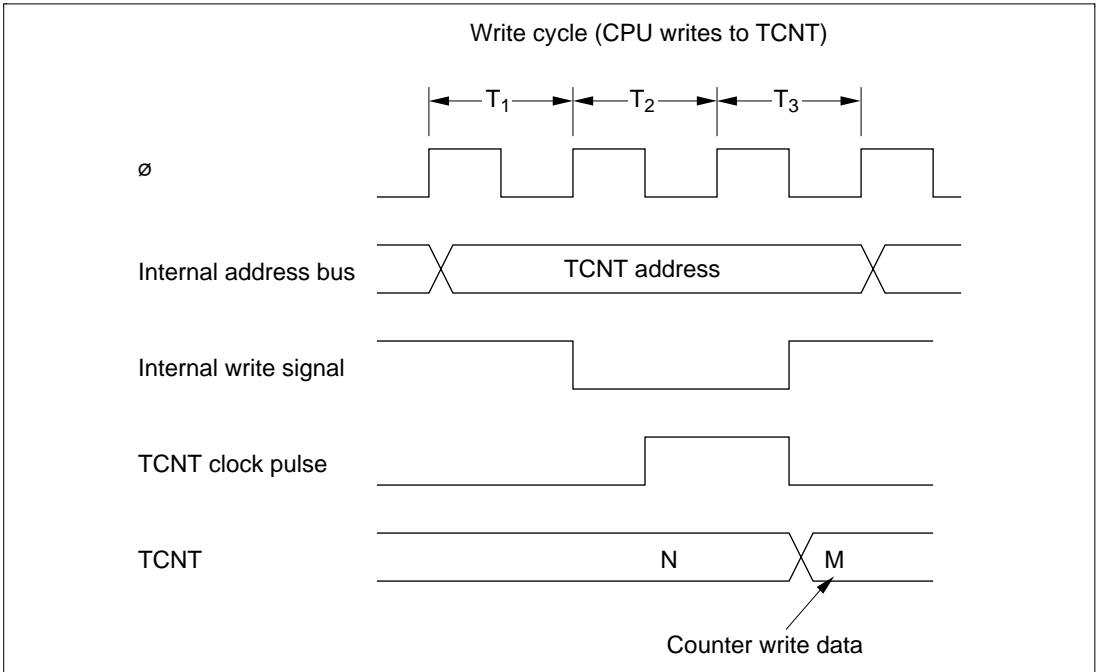 Write cycle (CPU writes to TCNT)
T1 T2 T3
ø
Internal address bus TCNT address
Internal write signal
TCNT clock pulse
TCNT N M
Counter write data